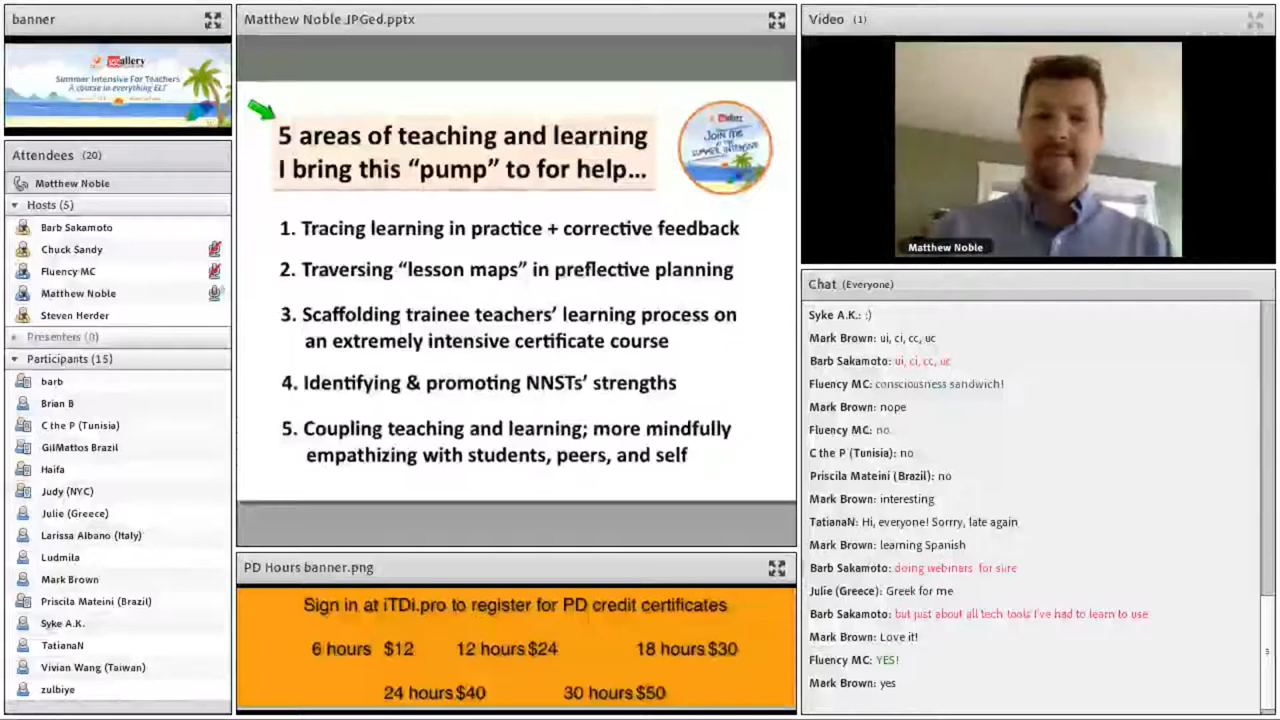 banner
Summer Intensive For Teachers
A course in everything ELT
Attendees (20)
Matthew Noble
Hosts (5)
Barb Sakamoto
Chuck Sandy
Fluency MC
Matthew Noble
Steven Herder
Presenters (0)
Participants (15)
barb
Brian B
C the P (Tunisia)
GilMattos Brazil
Haifa
Judy (NYC)
Julie (Greece)
Larissa Albano (Italy)
Ludmila
Mark Brown
Priscila Mateini (Brazil)
Syke A.K.
TatianaN
Vivian Wang (Taiwan)
zulbiye
Matthew Noble JPGed.pptx
5 areas of teaching and learning
I bring this “pump” to for help...
JOIN ME
AT THE
SUMMER INTENSIVE
1. Tracing learning in practice + corrective feedback
2. Traversing “lesson maps” in preflective planning
3. Scaffolding trainee teachers’ learning process on
an extremely intensive certificate course
4. Identifying & promoting NNSTs’ strengths
5. Coupling teaching and learning; more mindfully
empathizing with students, peers, and self
PD Hours banner.png
Sign in at iTDi.pro to register for PD credit certificates
6 hours $12 12 hours $24 18 hours $30
24 hours $40 30 hours $50
Video (1)
Matthew Noble
Chat (Everyone)
Syke A.K.: :)
Mark Brown: ui, ci, cc, uc
Barb Sakamoto: ui, ci, cc, uc
Fluency MC: consciousness sandwich!
Mark Brown: nope
Fluency MC: no
C the P (Tunisia): no
Priscila Mateini (Brazil): no
Mark Brown: interesting
TatianaN: Hi, everyone! Sorrry, late again
Mark Brown: learning Spanish
Barb Sakamoto: doing webinars, for sure
Julie (Greece): Greek for me
Barb Sakamoto: but just about all tech tools I've had to learn to use
Mark Brown: Love it!
Fluency MC: YES!
Mark Brown: yes